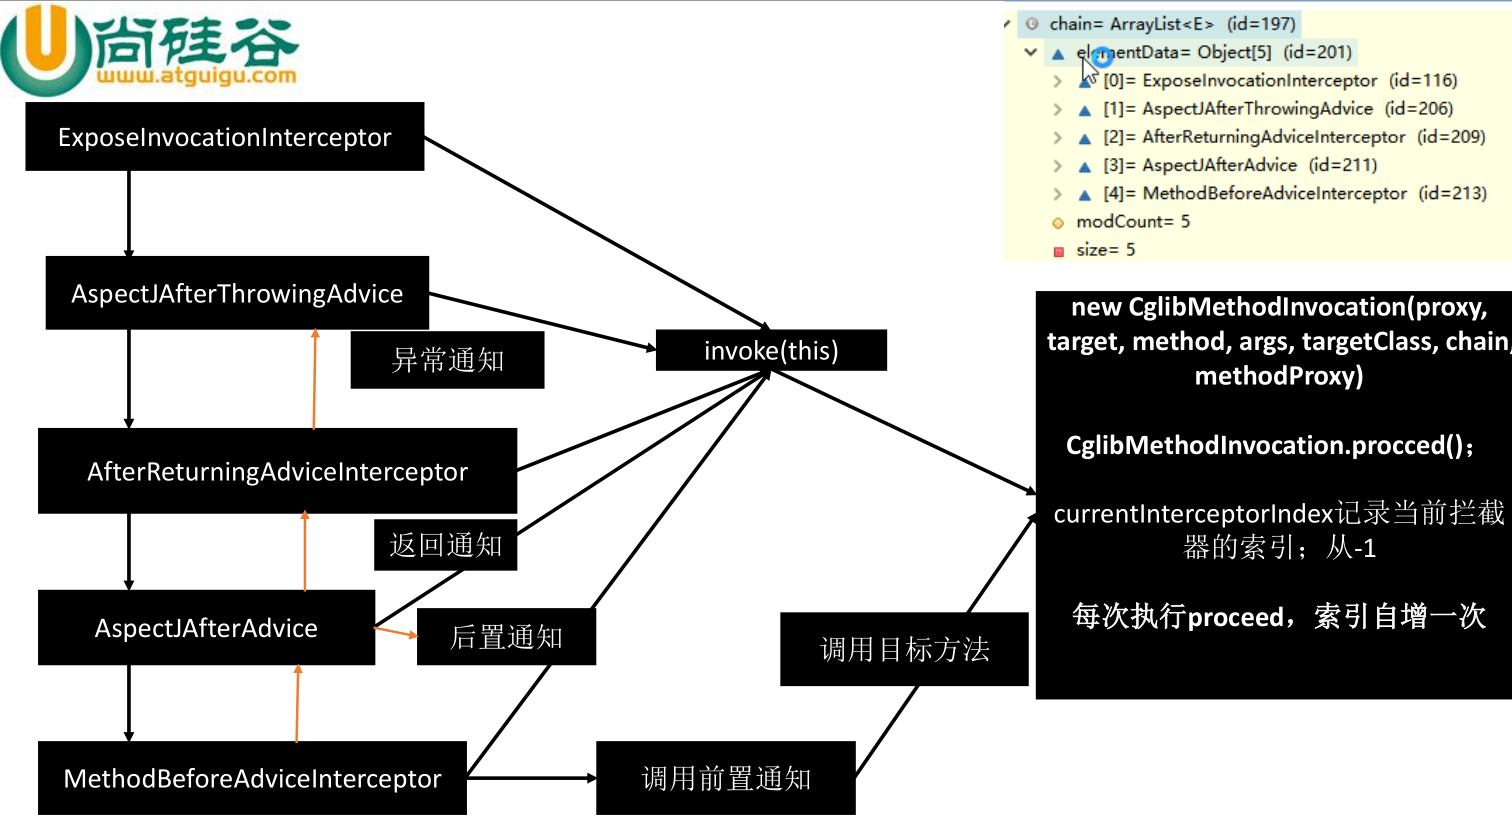 尚硅谷
www.atguigu.com
chain= ArrayList<E> (id=197)
elementData= Object[5] (id=201)
[0]= ExposeInvocationInterceptor (id=116)
[1]= AspectJAfterThrowingAdvice (id=206)
[2]= AfterReturningAdviceInterceptor (id=209)
[3]= AspectJAfterAdvice (id=211)
[4]= MethodBeforeAdviceInterceptor (id=213)
modCount= 5
size= 5
ExposeInvocationInterceptor
AspectJAfterThrowingAdvice
异常通知
invoke(this)
AfterReturningAdviceInterceptor
返回通知
AspectJAfterAdvice
后置通知
MethodBeforeAdviceInterceptor
调用前置通知
调用目标方法
new CglibMethodInvocation(proxy,
target, method, args, targetClass, chain,
methodProxy)
CglibMethodInvocation.procced()；
currentInterceptorIndex记录当前拦截
器的索引；从-1
每次执行proceed，索引自增一次